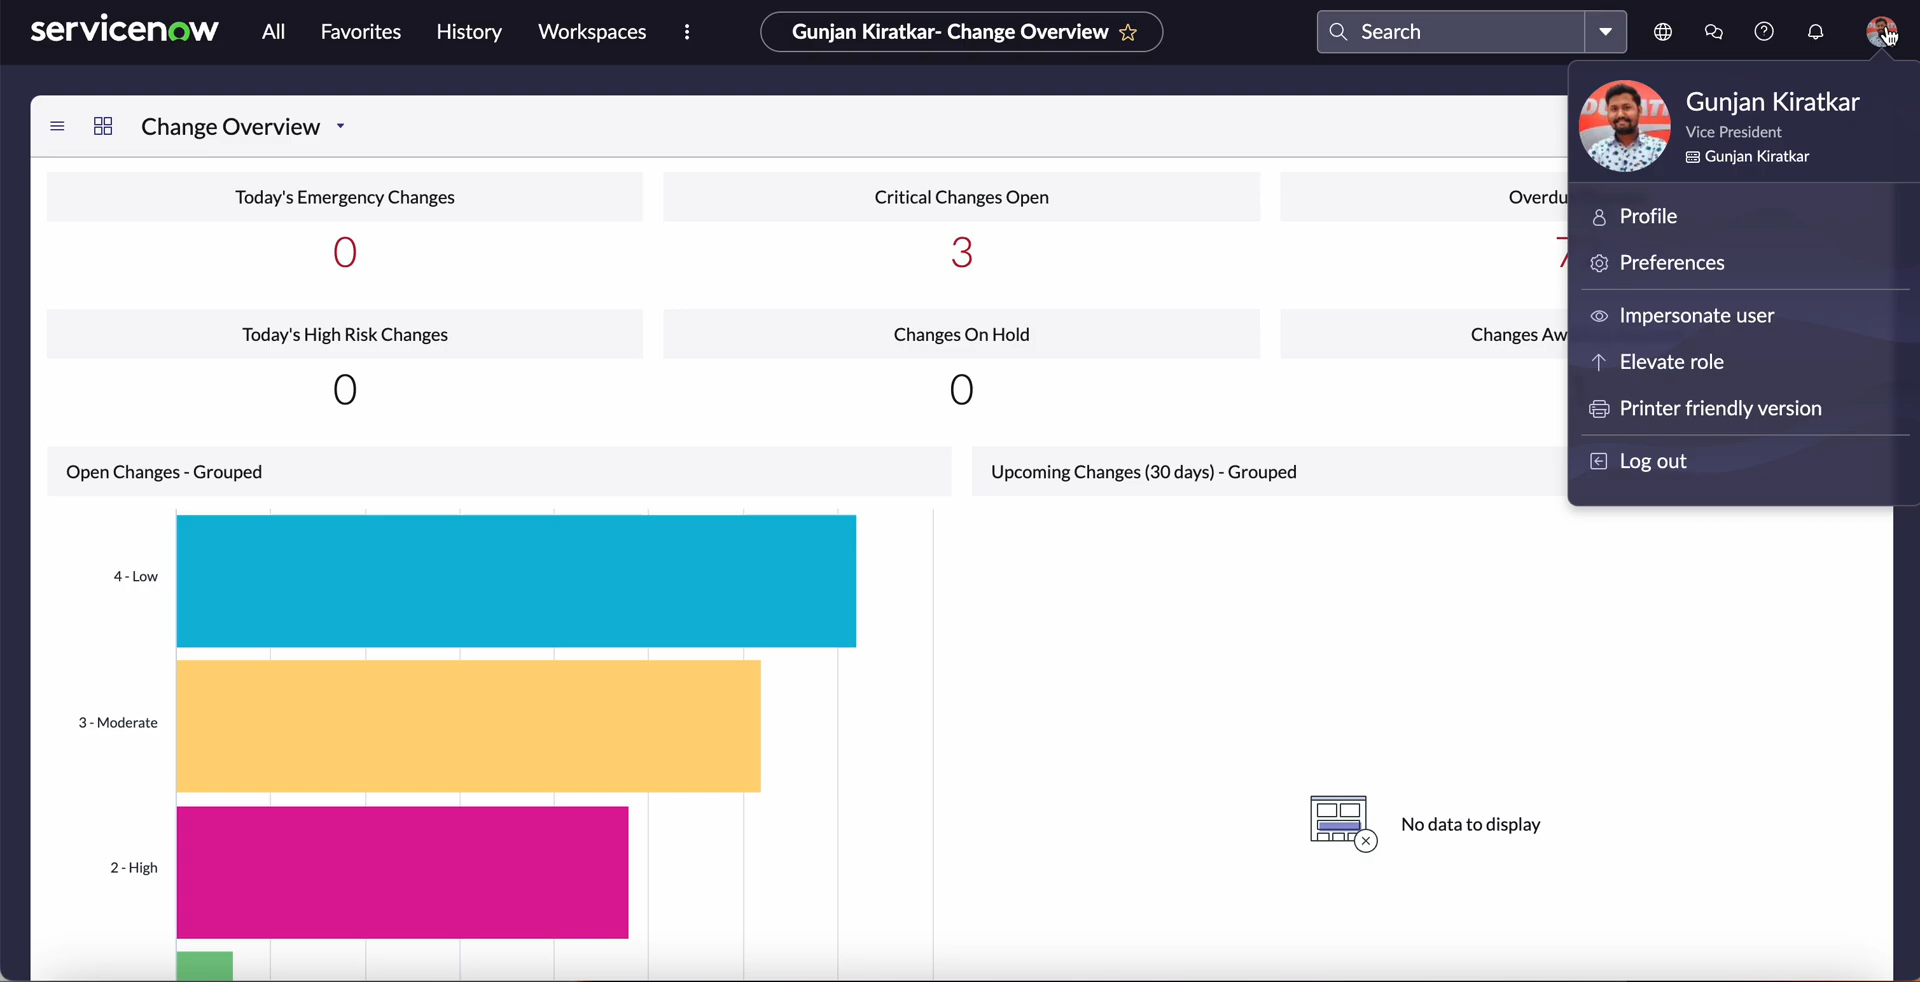 servicenow
All
Favorites
History
Workspaces
Gunjan Kiratkar- Change Overview
Search
Gunjan Kiratkar
Vice President
Gunjan Kiratkar
Profile
Preferences
Impersonate user
Elevate role
Printer friendly version
Log out
Change Overview
Today's Emergency Changes
0
Critical Changes Open
3
Today's High Risk Changes
0
Changes On Hold
0
Changes
Open Changes - Grouped
4 - Low
3 - Moderate
2 - High
Upcoming Changes (30 days) - Grouped
No data to display